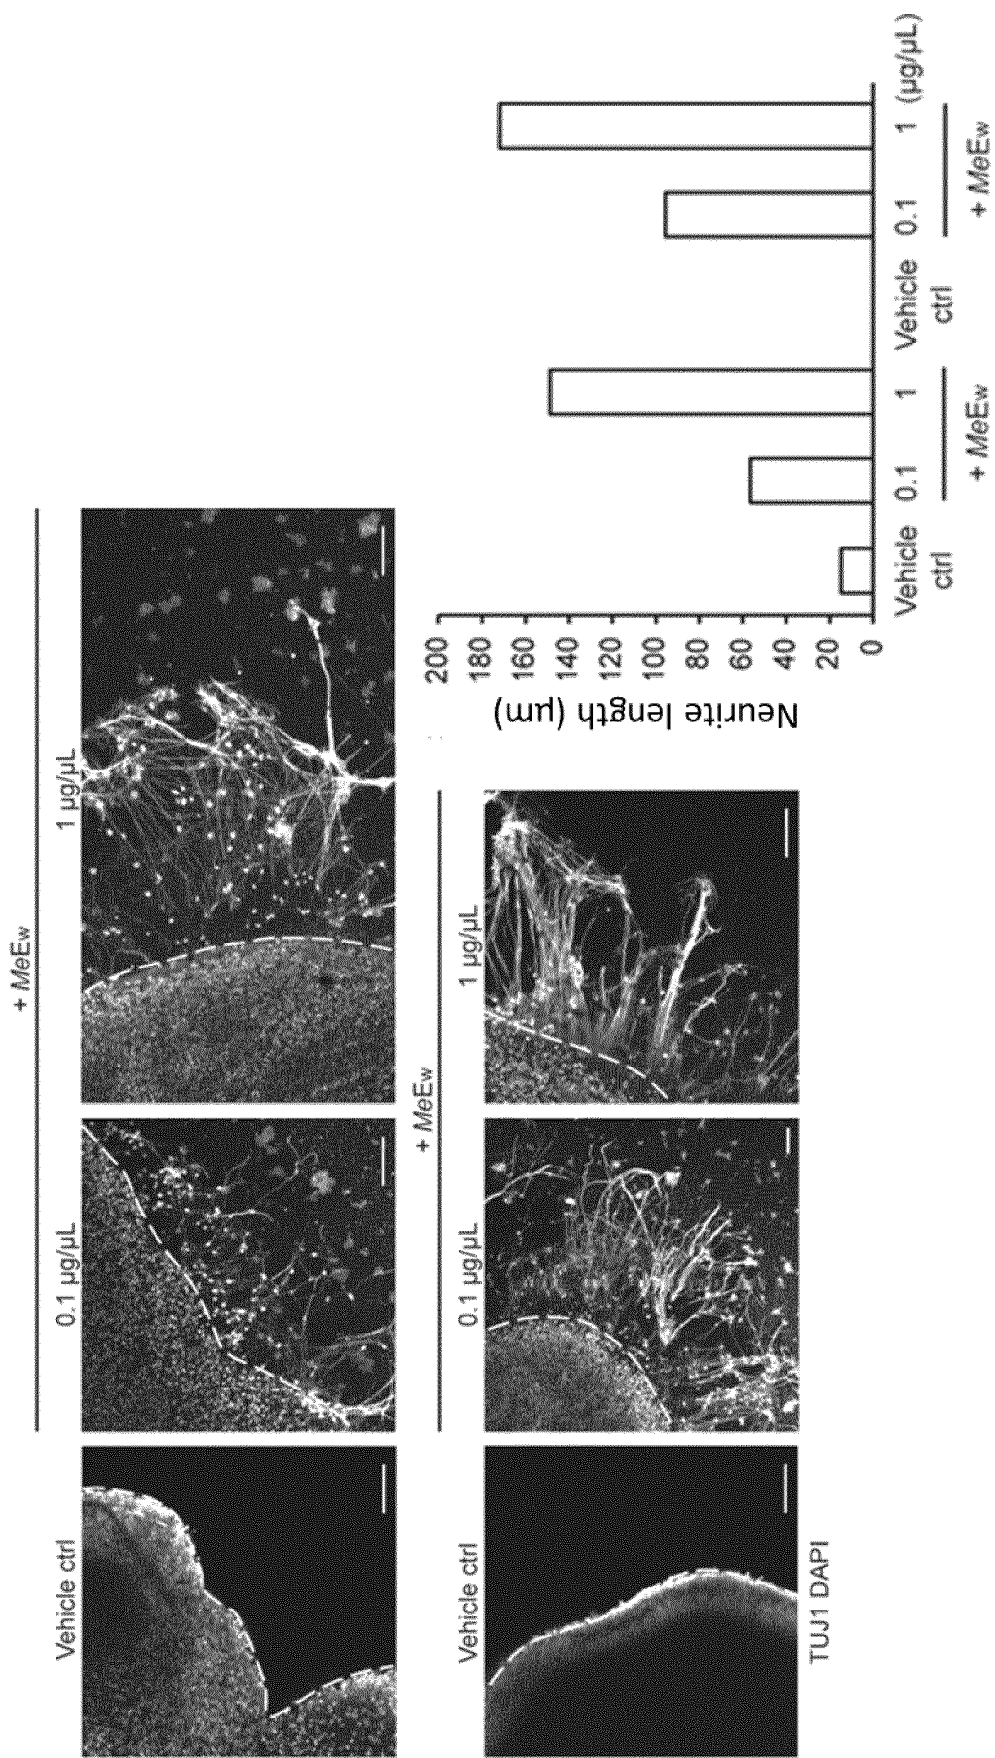 + MeEw
Vehicle ctrl
0.1 µg/µL
1 µg/µL
+ MeEw
Vehicle ctrl
0.1 µg/µL
1 µg/µL
TUJ1 DAPI
Neurite length (µm)
200
180
160
140
120
100
80
60
40
20
0
Vehicle 0.1 1 Vehicle 0.1 1 (µg/µL)
ctrl ctrl
+ MeEw + MeEw